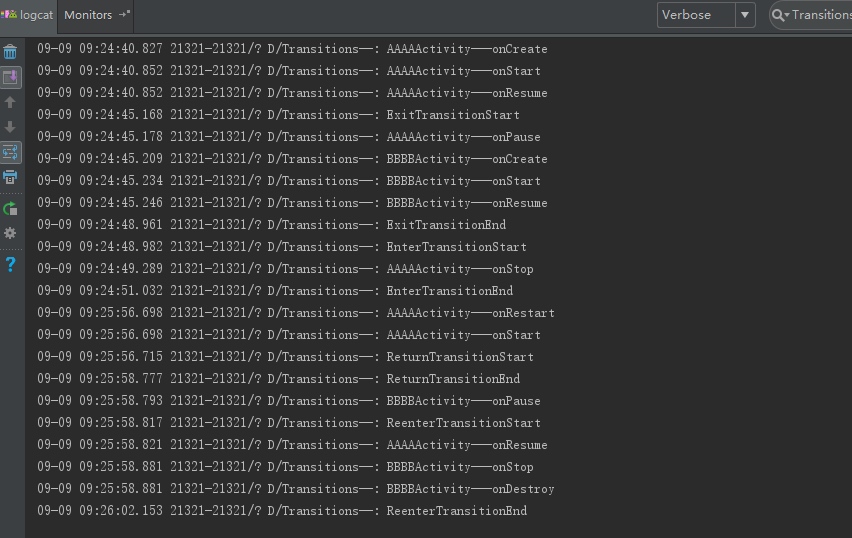 logcat Monitors Verbose Transitions
09-09 09:24:40.827 21321-21321/? D/Transitions——: AAAAActivity———onCreate
09-09 09:24:40.852 21321-21321/? D/Transitions——: AAAAActivity———onStart
09-09 09:24:40.852 21321-21321/? D/Transitions——: AAAAActivity———onResume
09-09 09:24:45.168 21321-21321/? D/Transitions——: ExitTransitionStart
09-09 09:24:45.178 21321-21321/? D/Transitions——: AAAAActivity———onPause
09-09 09:24:45.209 21321-21321/? D/Transitions——: BBBBActivity———onCreate
09-09 09:24:45.234 21321-21321/? D/Transitions——: BBBBActivity———onStart
09-09 09:24:45.246 21321-21321/? D/Transitions——: BBBBActivity———onResume
09-09 09:24:48.961 21321-21321/? D/Transitions——: ExitTransitionEnd
09-09 09:24:48.982 21321-21321/? D/Transitions——: EnterTransitionStart
09-09 09:24:49.289 21321-21321/? D/Transitions——: AAAAActivity———onStop
09-09 09:24:51.032 21321-21321/? D/Transitions——: EnterTransitionEnd
09-09 09:25:56.698 21321-21321/? D/Transitions——: AAAAActivity———onRestart
09-09 09:25:56.698 21321-21321/? D/Transitions——: AAAAActivity———onStart
09-09 09:25:56.715 21321-21321/? D/Transitions——: ReturnTransitionStart
09-09 09:25:58.777 21321-21321/? D/Transitions——: ReturnTransitionEnd
09-09 09:25:58.793 21321-21321/? D/Transitions——: BBBBActivity———onPause
09-09 09:25:58.817 21321-21321/? D/Transitions——: ReenterTransitionStart
09-09 09:25:58.821 21321-21321/? D/Transitions——: AAAAActivity———onResume
09-09 09:25:58.881 21321-21321/? D/Transitions——: BBBBActivity———onStop
09-09 09:25:58.881 21321-21321/? D/Transitions——: BBBBActivity———onDestroy
09-09 09:26:02.153 21321-21321/? D/Transitions——: ReenterTransitionEnd